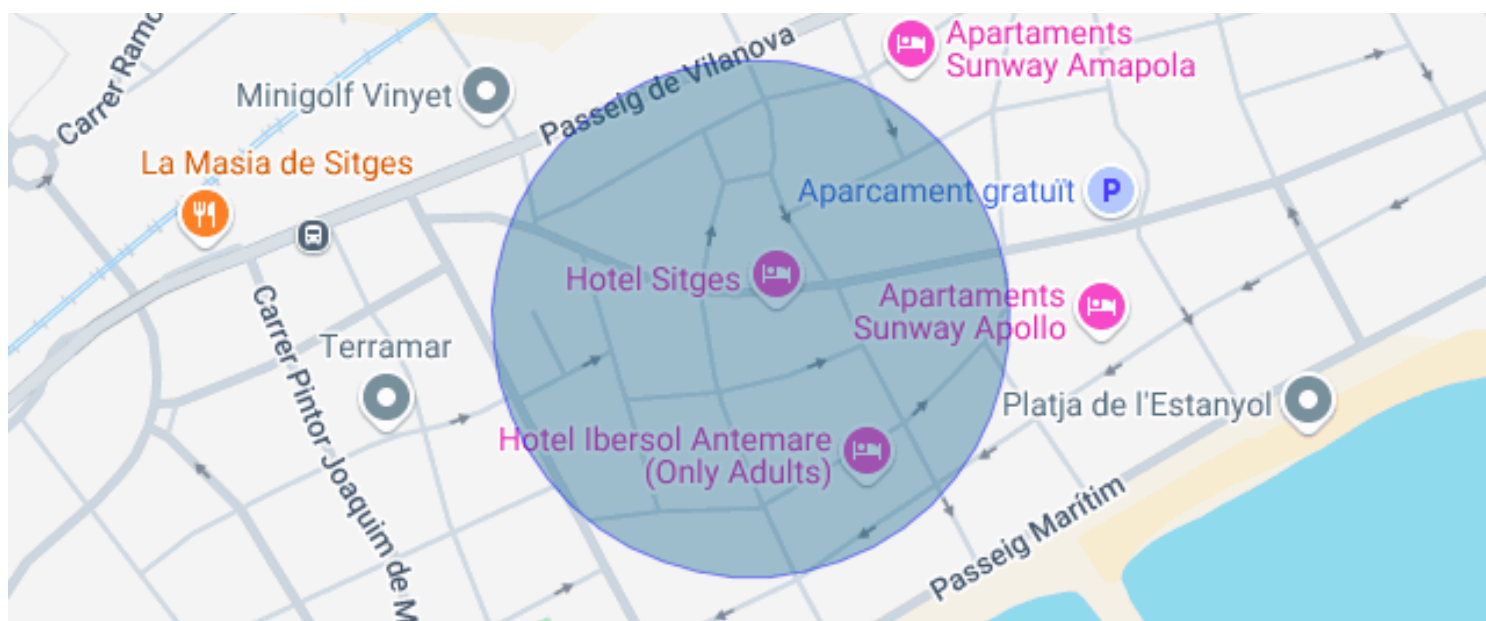 Carrer Ramo
Minigolf Vinyet
La Masia de Sitges
Passeig de Vilanova
Apartaments
Sunway Amapola
Aparcament gratuït
P
Hotel Sitges
Apartaments
Sunway Apollo
Carrer Pintor Joaquim de M
Terramar
Hotel Ibersol Antemare
(Only Adults)
Platja de l'Estanyol
Passeig Marítim